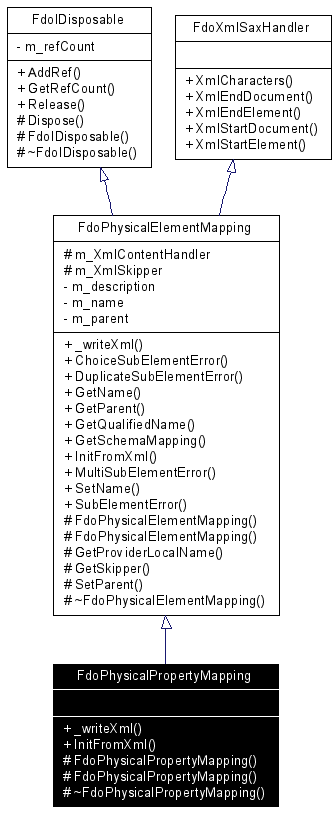 FdoIDisposable
- m_refCount
+ AddRef()
+ GetRefCount()
+ Release()
# Dispose()
# FdoIDisposable()
# ~FdoIDisposable()
FdoXmlSaxHandler
+ XmlCharacters()
+ XmlEndDocument()
+ XmlEndElement()
+ XmlStartDocument()
+ XmlStartElement()
FdoPhysicalElementMapping
# m_XmlContentHandler
# m_XmlSkipper
- m_description
- m_name
- m_parent
+ _writeXml()
+ ChoiceSubElementError()
+ DuplicateSubElementError()
+ GetName()
+ GetParent()
+ GetQualifiedName()
+ GetSchemaMapping()
+ InitFromXml()
+ MultiSubElementError()
+ SetName()
+ SubElementError()
# FdoPhysicalElementMapping()
# FdoPhysicalElementMapping()
# GetProviderLocalName()
# GetSkipper()
# SetParent()
# ~FdoPhysicalElementMapping()
FdoPhysicalPropertyMapping
+ _writeXml()
+ InitFromXml()
# FdoPhysicalPropertyMapping()
# FdoPhysicalPropertyMapping()
# ~FdoPhysicalPropertyMapping()